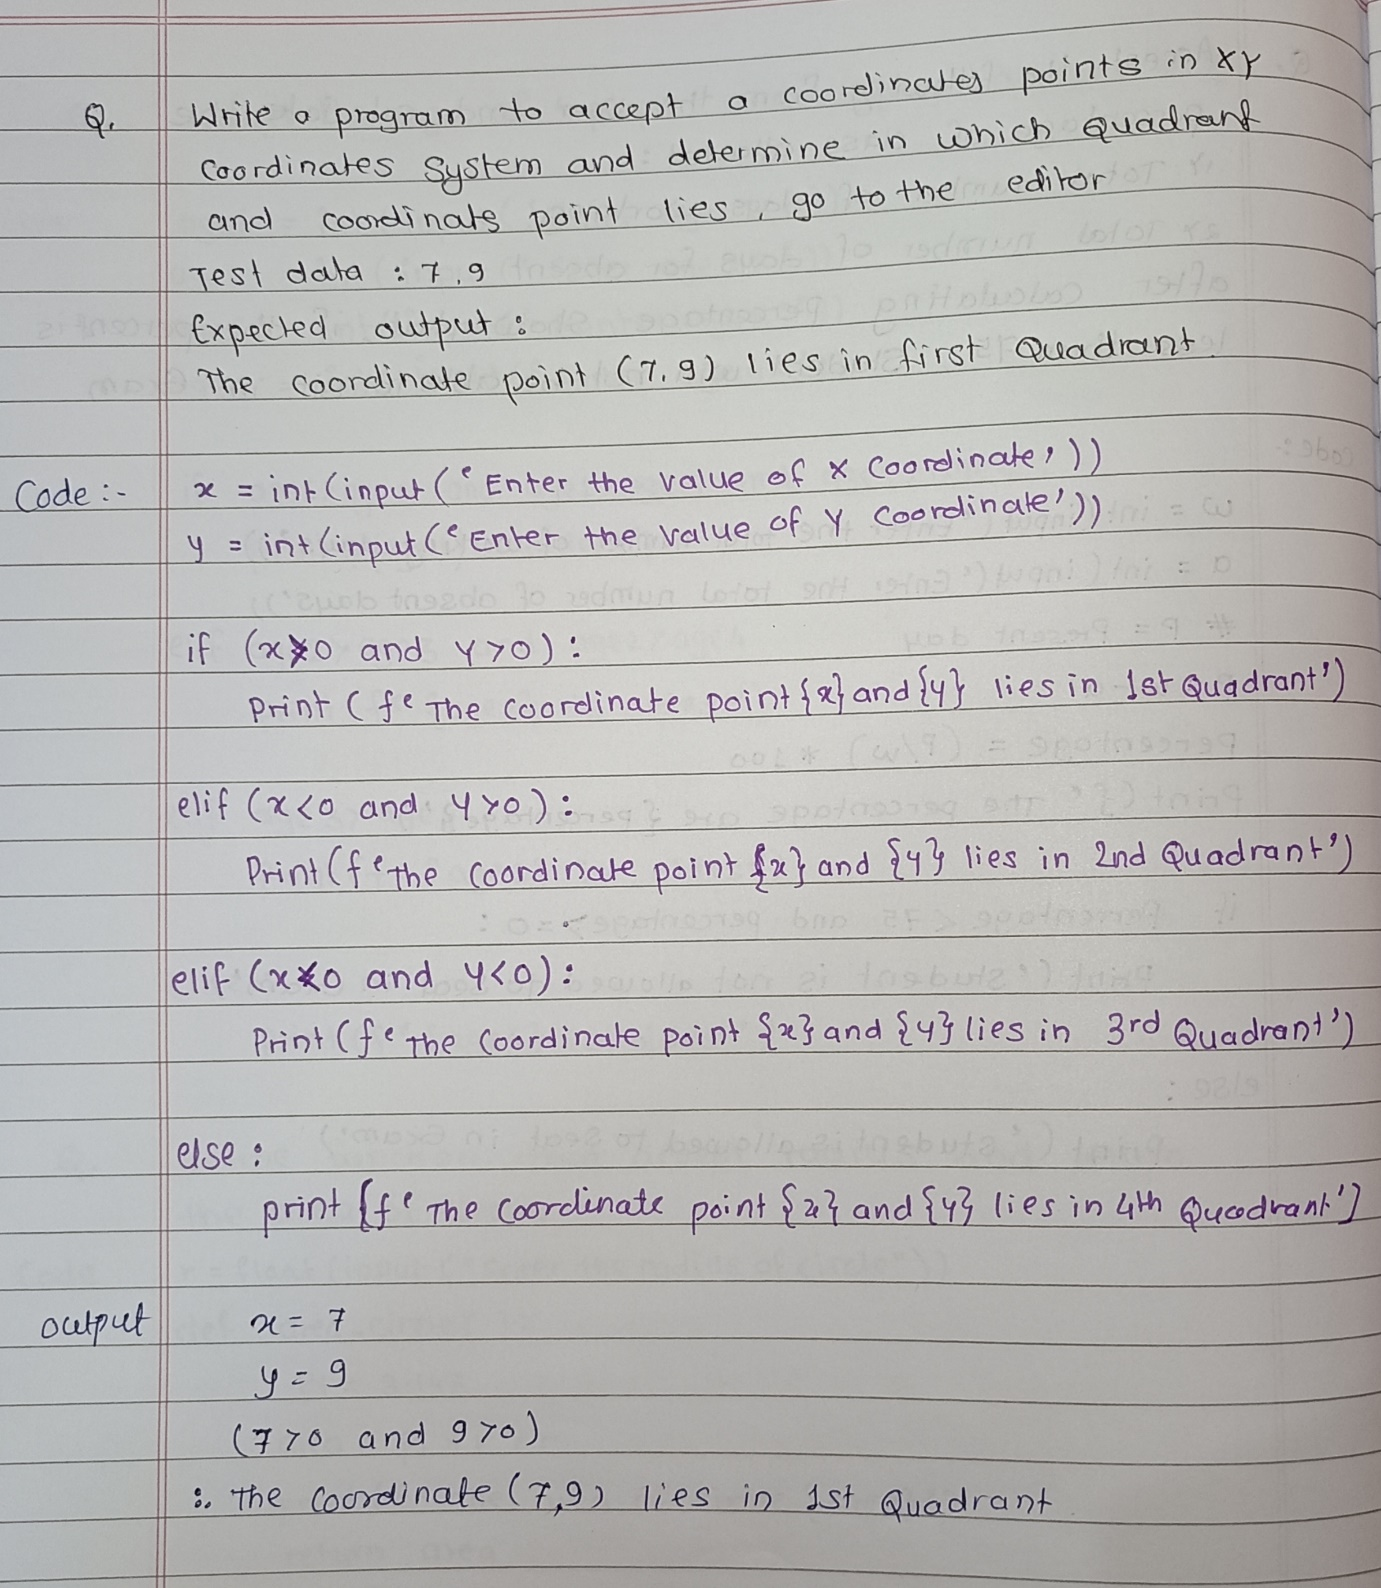 Q. Write a program to accept a coordinates points in XY
Coordinates System and determine in which Quadrant
and coordinats point lies, go to the editor
Test data : 7, 9
Expected output :
The coordinate point (7, 9) lies in first Quadrant.
Code :- x = int(input('Enter the value of x Coordinate'))
y = int(input('Enter the value of Y Coordinate'))
if (x>0 and y>0) :
Print (f'The coordinate point {x} and {y} lies in 1st Quadrant')
elif (x<0 and y>0) :
Print (f'The coordinate point {x} and {y} lies in 2nd Quadrant')
elif (x<0 and y<0) :
Print (f'The coordinate point {x} and {y} lies in 3rd Quadrant')
else :
print [f'The coordinate point {x} and {y} lies in 4th Quadrant']
output x = 7
y = 9
(7>0 and 9>0)
∴ The coordinate (7,9) lies in 1st Quadrant